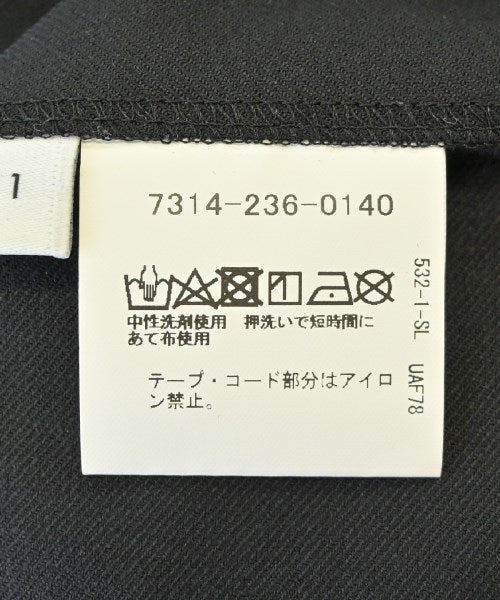 1
7314-236-0140
中性洗剤使用 押洗いで短時間に
あて布使用
テープ・コード部分はアイロ
ン禁止。
532-1-SL UAF78